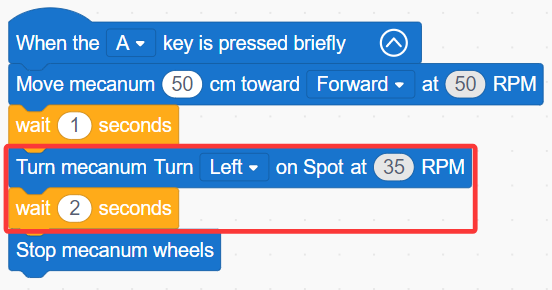 When the A key is pressed briefly
Move mecanum 50 cm toward Forward at 50 RPM
wait 1 seconds
Turn mecanum Turn Left on Spot at 35 RPM
wait 2 seconds
Stop mecanum wheels